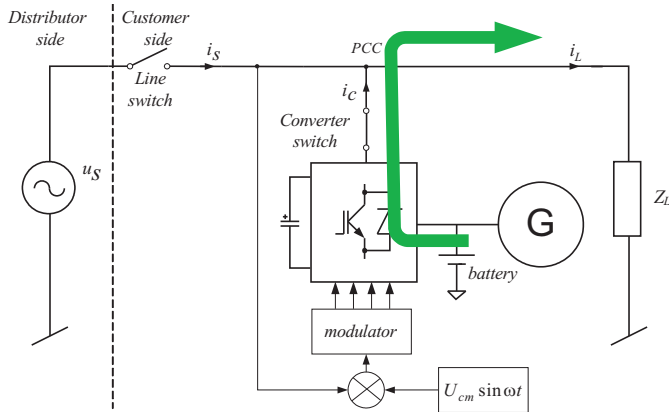 Distributor
side
Customer
side
i_S
PCC
i_L
Line
switch
i_C
Converter
switch
u_S
+
G
Z_L
battery
modulator
U_cm sin ωt